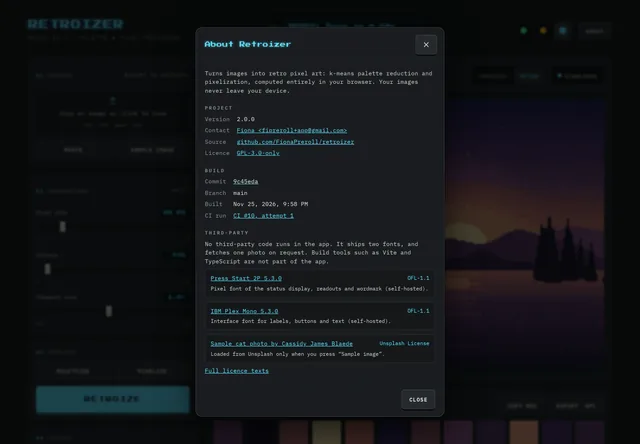 RETROIZER
About Retroizer
Turns images into retro pixel art: k-means palette reduction and
pixelization, computed entirely in your browser. Your images
never leave your device.
PROJECT
Version 2.0.0
Contact Fiona <fiopreroll+app@gmail.com>
Source github.com/FionaPreroll/retroizer
Licence GPL-3.0-only
BUILD
Commit 9c45eda
Branch main
Built Nov 25, 2026, 9:58 PM
CI run CI #10, attempt 1
THIRD-PARTY
No third-party code runs in the app. It ships two fonts, and
fetches one photo on request. Build tools such as Vite and
TypeScript are not part of the app.
Press Start 2P 5.3.0 OFL-1.1
Pixel font of the status display, readouts and wordmark (self-hosted).
IBM Plex Mono 5.3.0 OFL-1.1
Interface font for labels, buttons and text (self-hosted).
Sample cat photo by Cassidy James Blaede Unsplash License
Loaded from Unsplash only when you press "Sample image".
Full licence texts
CLOSE
RETROIZE